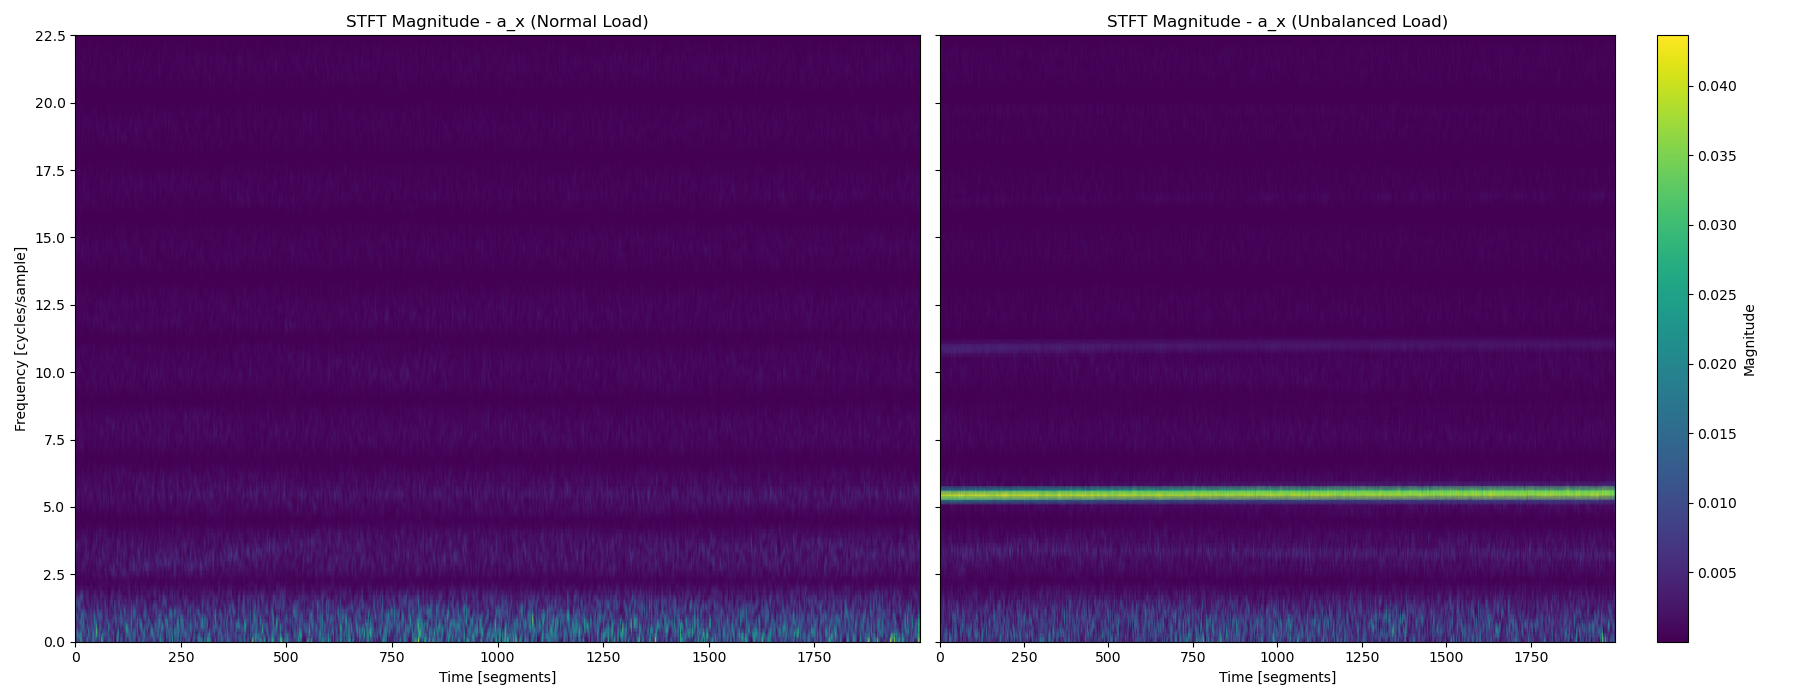 STFT Magnitude - a_x (Normal Load)
STFT Magnitude - a_x (Unbalanced Load)
Frequency [cycles/sample]
22.5
20.0
17.5
15.0
12.5
10.0
7.5
5.0
2.5
0.0
0 250 500 750 1000 1250 1500 1750
Time [segments]
0 250 500 750 1000 1250 1500 1750
Time [segments]
0.040
0.035
0.030
0.025
0.020
0.015
0.010
0.005
Magnitude